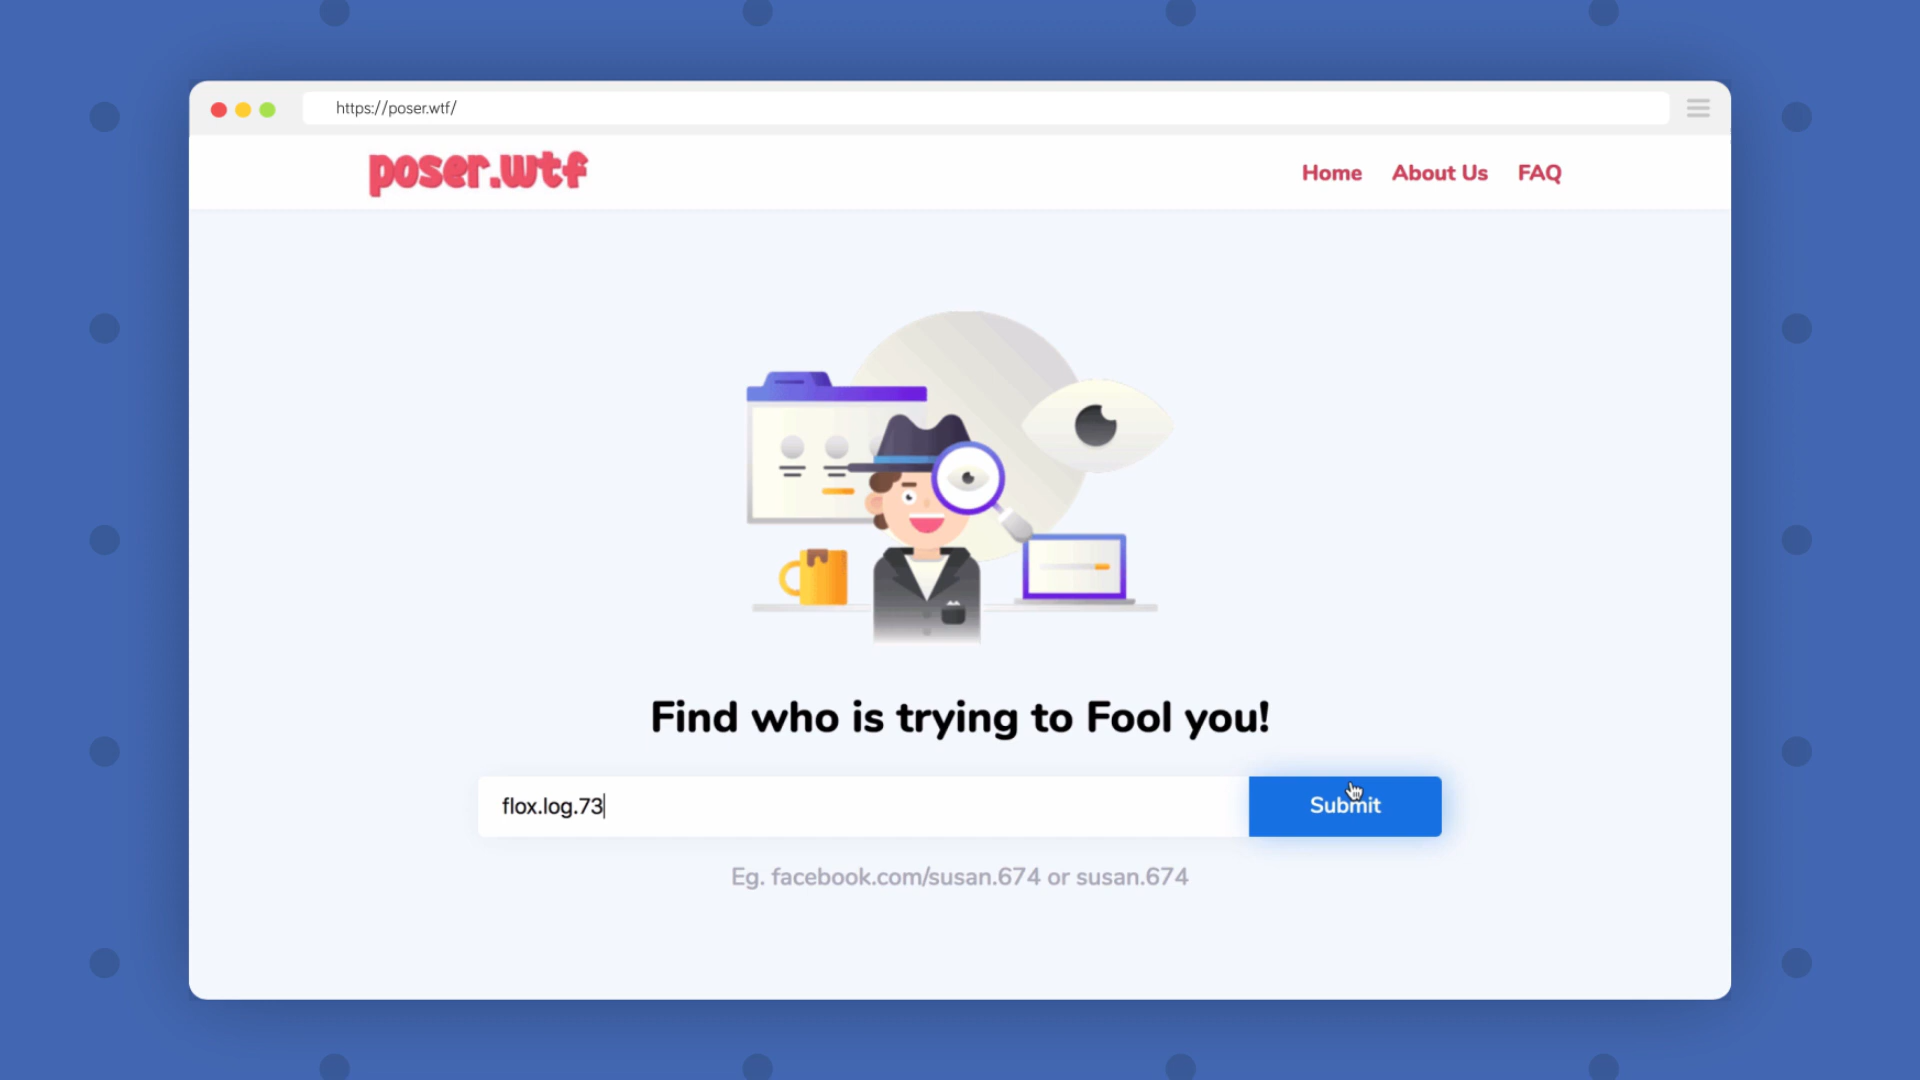 https://poser.wtf/
poser.wtf
Home About Us FAQ
Find who is trying to Fool you!
flox.log.73
Submit
Eg. facebook.com/susan.674 or susan.674